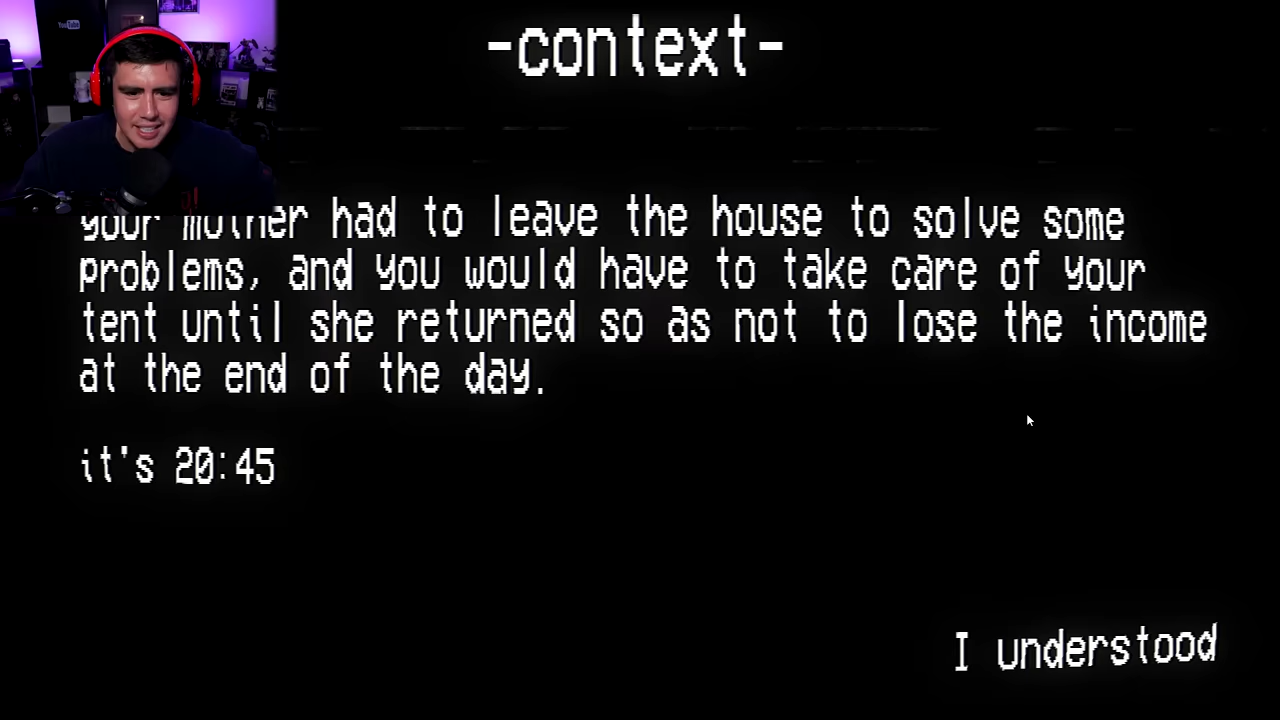 -context-
your mother had to leave the house to solve some
problems, and you would have to take care of your
tent until she returned so as not to lose the income
at the end of the day.
it's 20:45
I understood